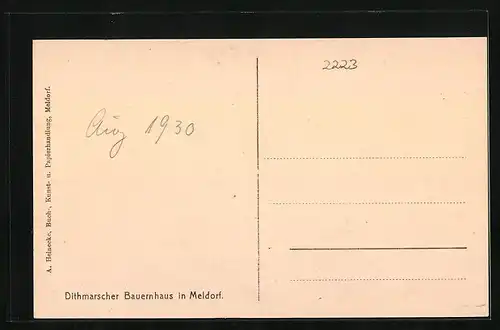 2223
Aug 1930
A. Heinecke, Buch-, Kunst- u. Papierhandlung, Meldorf.
Dithmarscher Bauernhaus in Meldorf.